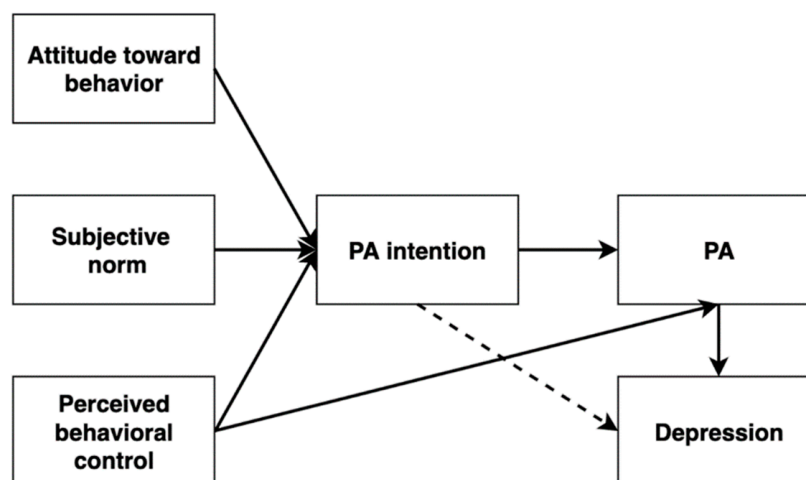 Attitude toward
behavior
Subjective
norm
PA intention
PA
Perceived
behavioral
control
Depression